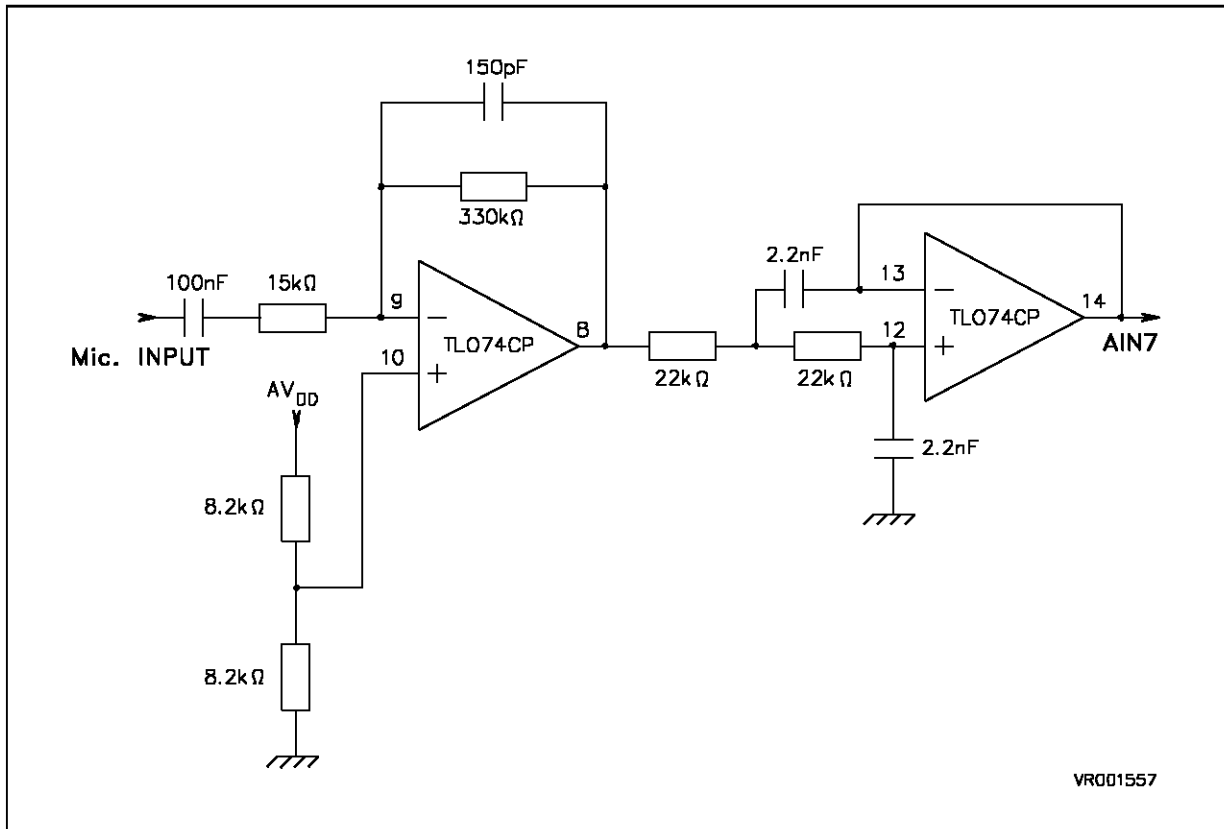 150pF
330kΩ
100nF
15kΩ
9
8
10
TL074CP
Mic. INPUT
AV_DD
8.2kΩ
8.2kΩ
2.2nF
13
12
14
TL074CP
AIN7
22kΩ
22kΩ
2.2nF
VR001557